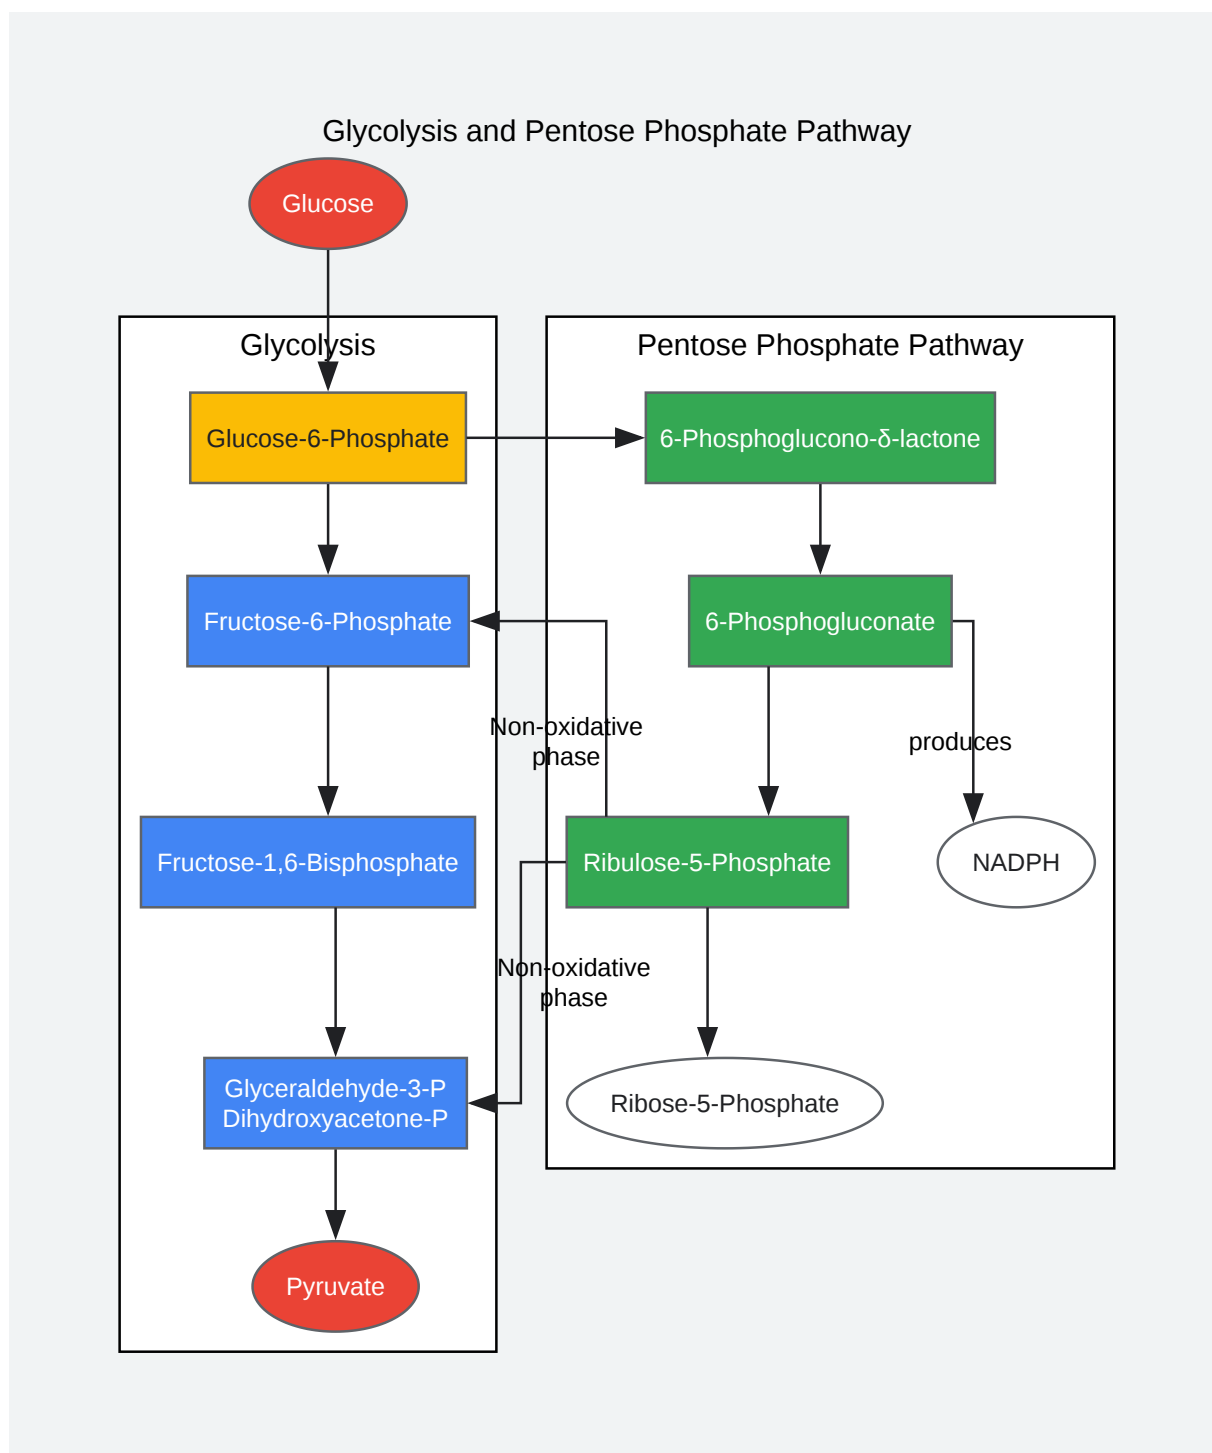 Glycolysis and Pentose Phosphate Pathway
Glucose
Glycolysis
Pentose Phosphate Pathway
Glucose-6-Phosphate
6-Phosphoglucono-δ-lactone
Fructose-6-Phosphate
6-Phosphogluconate
Non-oxidative
phase
produces
Fructose-1,6-Bisphosphate
Ribulose-5-Phosphate
NADPH
Non-oxidative
phase
Glyceraldehyde-3-P
Dihydroxyacetone-P
Ribose-5-Phosphate
Pyruvate